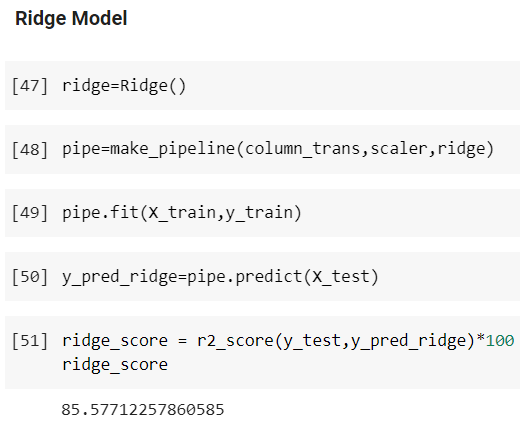 Ridge Model
[47] ridge=Ridge()
[48] pipe=make_pipeline(column_trans,scaler,ridge)
[49] pipe.fit(X_train,y_train)
[50] y_pred_ridge=pipe.predict(X_test)
[51] ridge_score = r2_score(y_test,y_pred_ridge)*100
ridge_score
85.57712257860585